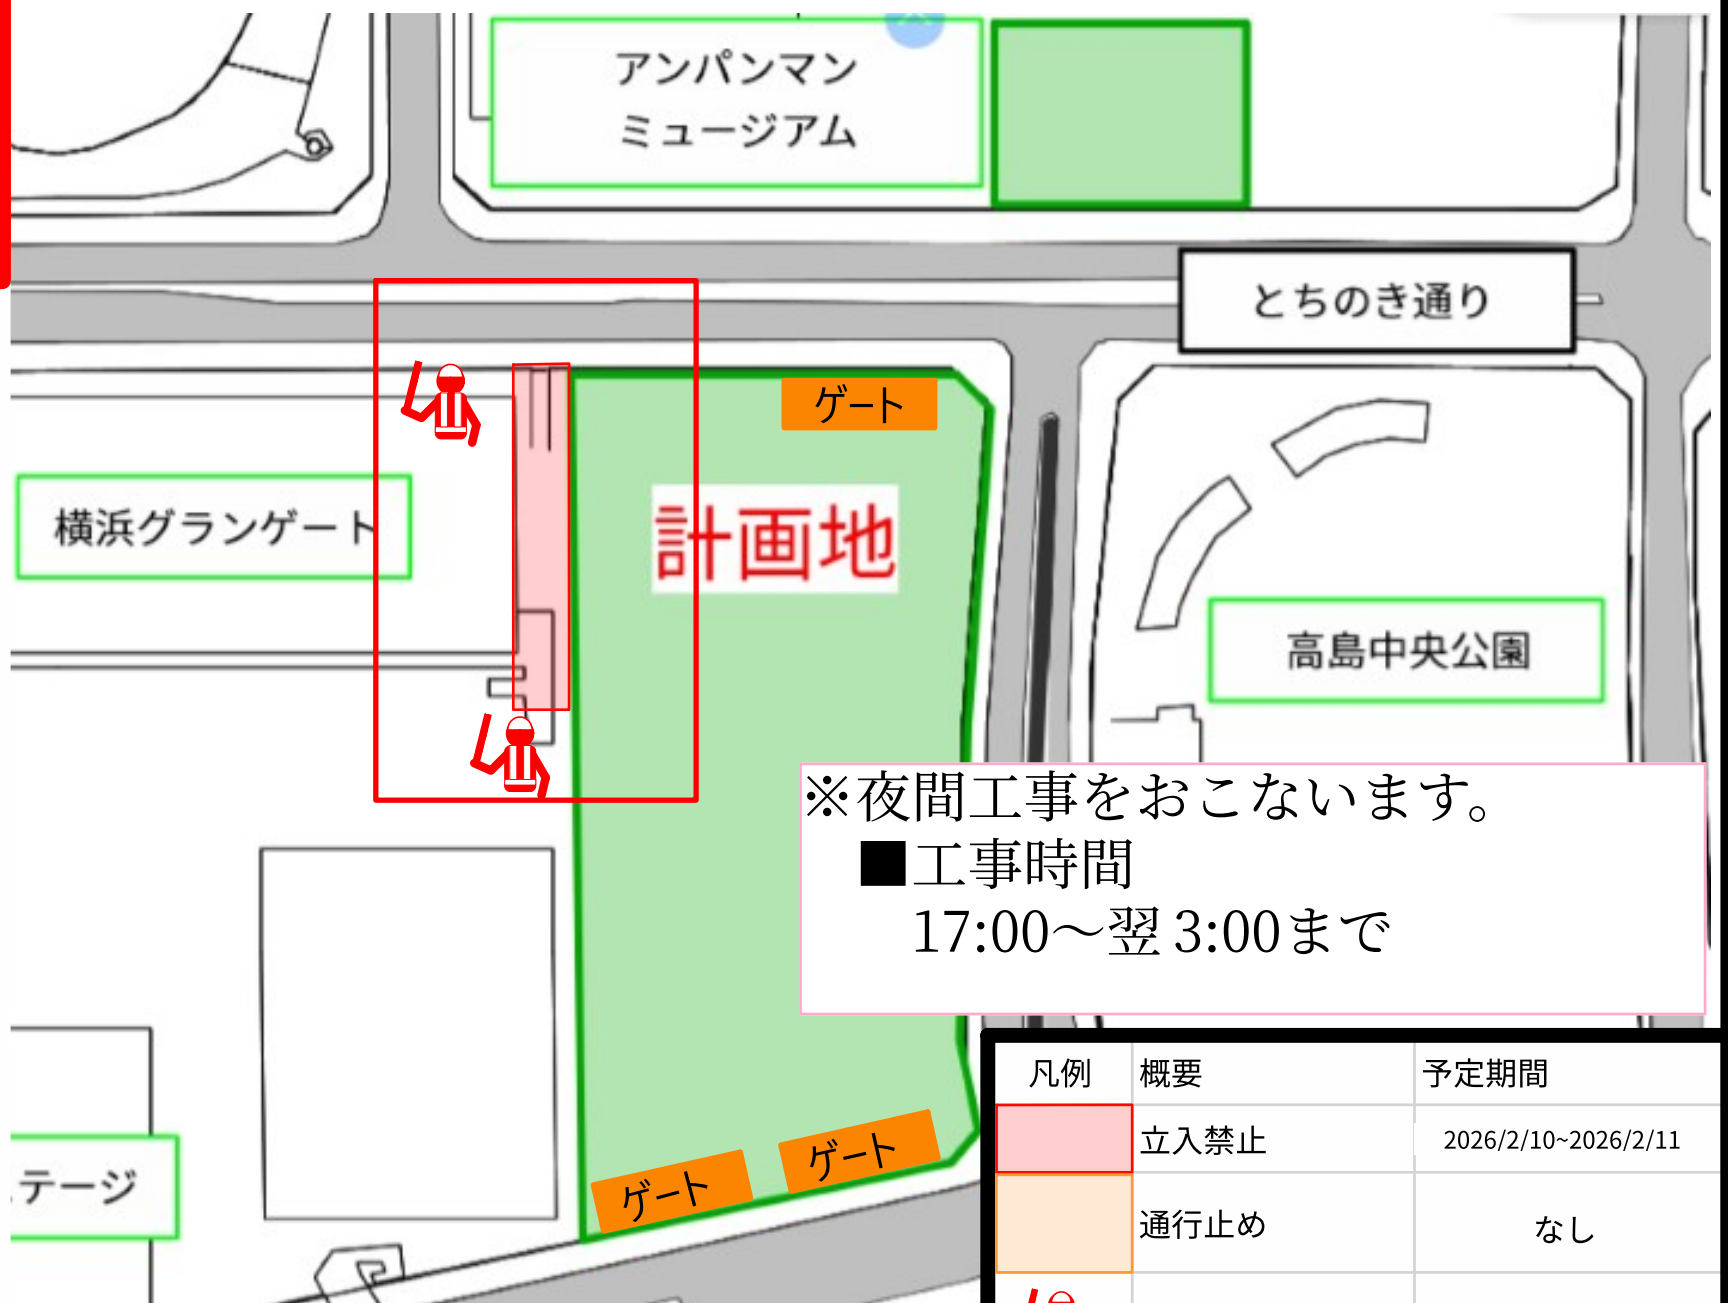 アンパンマン
ミュージアム
とちのき通り
ゲート
横浜グランゲート
計画地
高島中央公園
※夜間工事をおこないます。
■工事時間
17:00～翌 3:00まで
ゲート
ゲート
テージ
凡例 概要 予定期間
立入禁止 2026/2/10~2026/2/11
通行止め なし